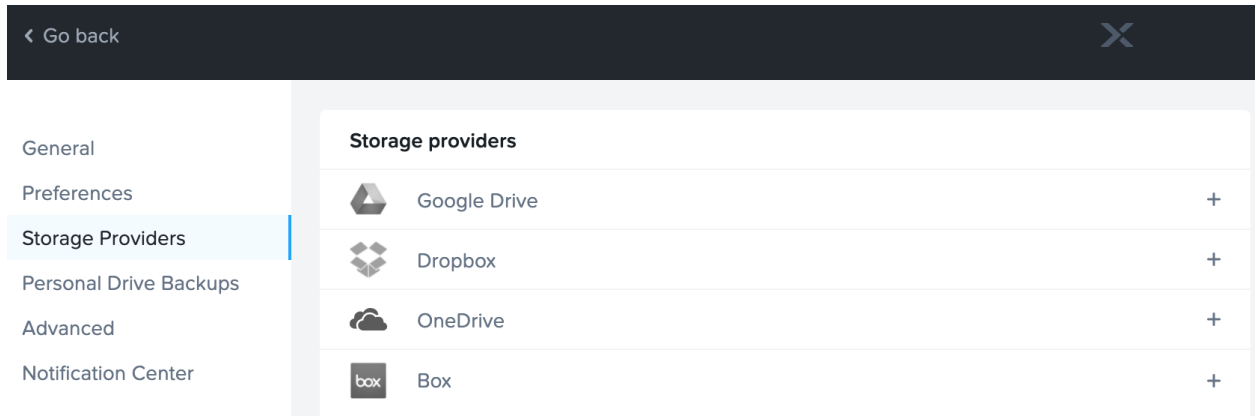 Go back
General
Preferences
Storage Providers
Personal Drive Backups
Advanced
Notification Center
Storage providers
Google Drive
+
Dropbox
+
OneDrive
+
box
Box
+